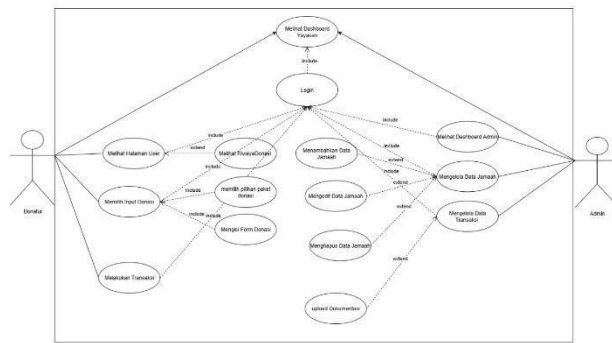 Melihat Dashboard
Yayasan
include
Login
include
include
Melihat Dashboard Admin
Melihat Halaman User
extend
Melihat RiwayaDonasi
include
Menambahkan Data
Jamaah
include
extend
include
Mengelola Data Jamaah
Memilih Input Donasi
include
memilih pilihan paket
donasi
include
Mengisi Form Donasi
Mengedit Data Jamaah
extend
Mengelola Data
Transaksi
Donatur
Admin
Menghapus Data Jamaah
extend
extend
Melakukan Transaksi
upload Dokumentasi